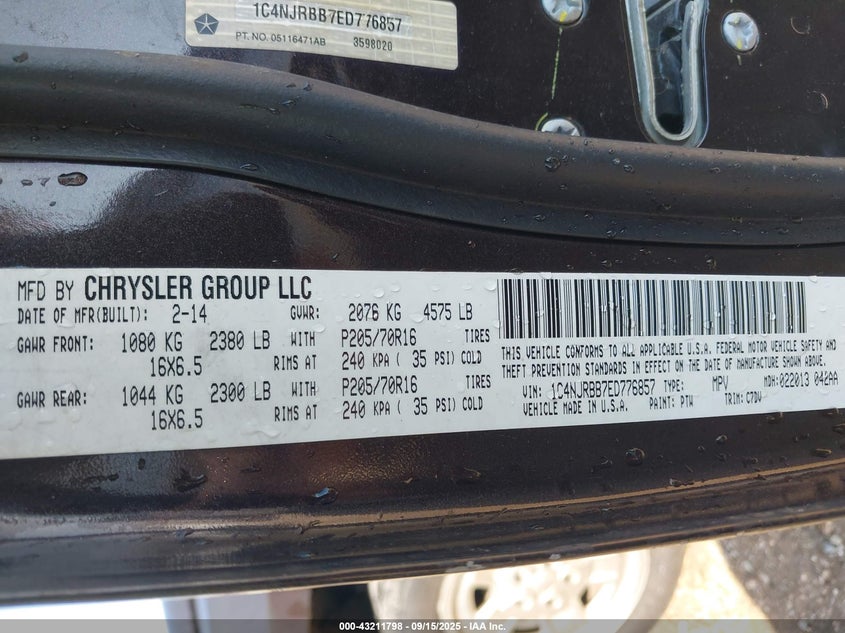 1C4NJRBB7ED776857
PT. NO. 05116471AB 3598020
MFD BY CHRYSLER GROUP LLC
DATE OF MFR(BUILT): 2-14 GVWR: 2076 KG 4575 LB
GAWR FRONT: 1080 KG 2380 LB WITH P205/70R16 TIRES
16X6.5 RIMS AT 240 KPA ( 35 PSI) COLD
GAWR REAR: 1044 KG 2300 LB WITH P205/70R16 TIRES
16X6.5 RIMS AT 240 KPA ( 35 PSI) COLD
THIS VEHICLE CONFORMS TO ALL APPLICABLE U.S.A. FEDERAL MOTOR VEHICLE SAFETY AND
THEFT PREVENTION STANDARDS IN EFFECT ON THE DATE OF MANUFACTURE SHOWN ABOVE.
VIN: 1C4NJRBB7ED776857 TYPE: MPV MDH: 022013 042AA
VEHICLE MADE IN U.S.A. PAINT: PTW TRIM: C7DV
000-43211798 - 09/15/2025 - IAA Inc.